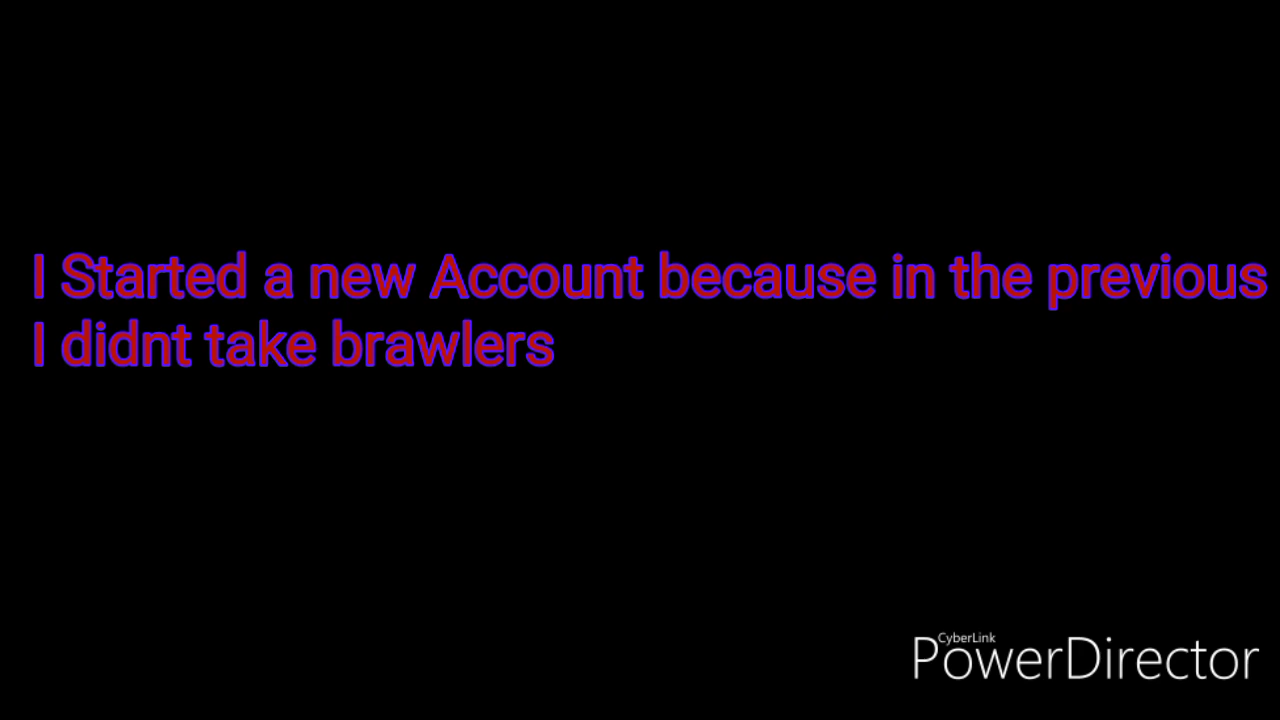 I Started a new Account because in the previous
I didnt take brawlers
CyberLink
PowerDirector